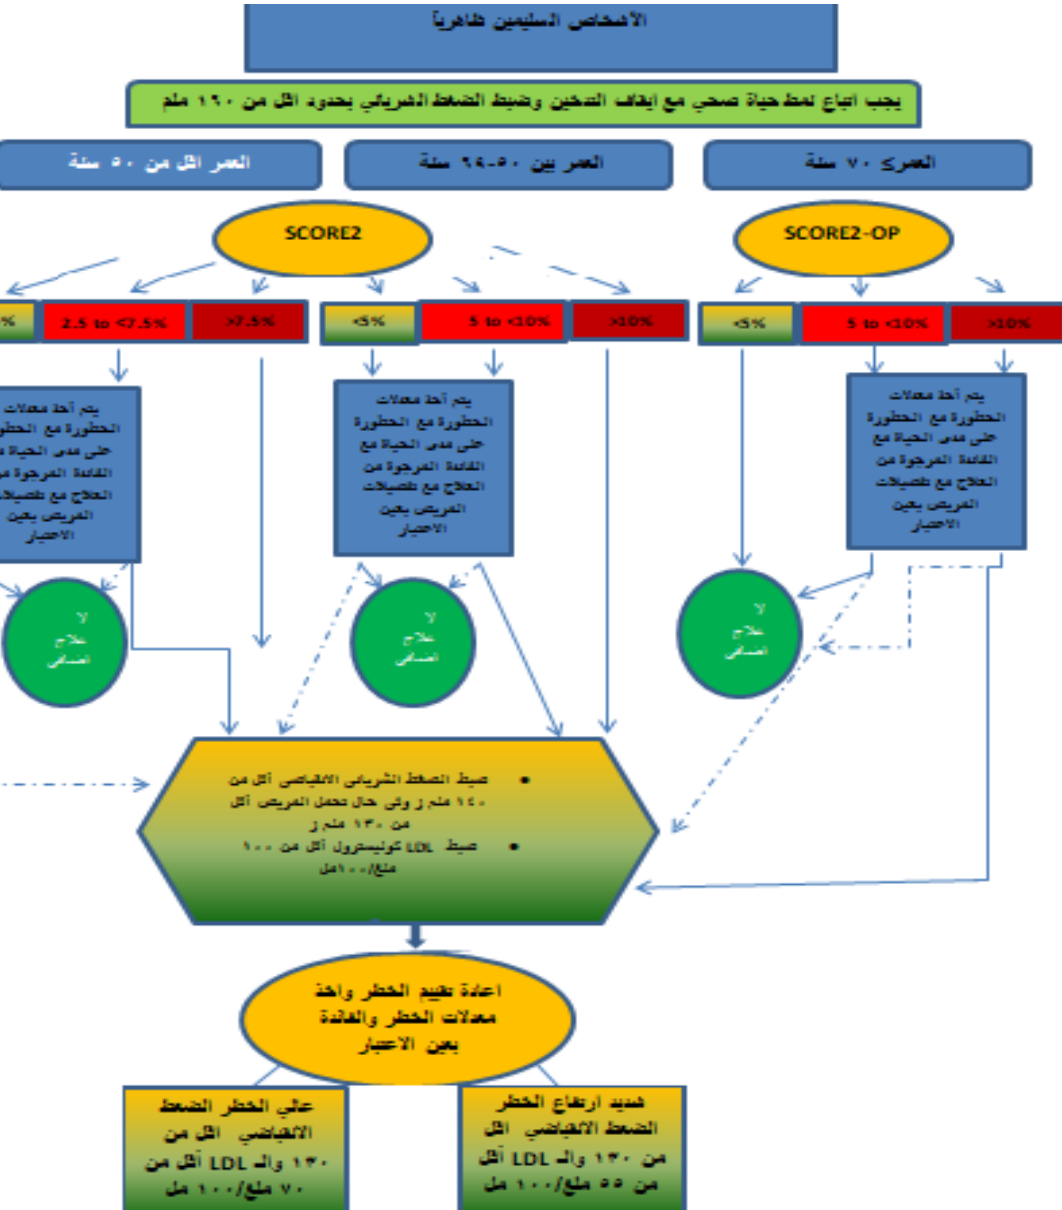 الأشخاص السليمين ظاهرياً
يجب اتباع نمط حياة صحي مع ايقاف التدخين وضبط الضغط الشرياني بحدود اقل من ١٦٠ ملم
العمر≥ ٧٠ سنة
العمر بين ٥٠-٦٩ سنة
العمر اقل من ٥٠ سنة
SCORE2-OP
SCORE2
%
2.5 to <7.5%
>7.5%
<5%
5 to <10%
>10%
<5%
5 to <10%
>10%
يتم أخذ معدلات
الخطورة مع الخطورة
على مدى الحياة مع
الفائدة المرجوة من
العلاج مع تفضيلات
المريض بعين
الاعتبار
يتم أخذ معدلات
الخطورة مع الخطورة
على مدى الحياة مع
الفائدة المرجوة من
العلاج مع تفضيلات
المريض بعين
الاعتبار
يتم أخذ معدلات
الخطورة مع
على مدى الحياة
الفائدة المرجوة
العلاج مع
المريض بعين
الاعتبار
لا
علاج
اضافي
لا
علاج
اضافي
لا
علاج
اضافي
• ضبط الضغط الشرياني الانقباضي أقل من
١٤٠ ملم ز وفي حال تحمل المريض أقل
من ١٣٠ ملم ز
• ضبط LDL كوليسترول أقل من ١٠٠
ملغ/١٠٠مل
اعادة تقييم الخطر واخذ
معدلات الخطر والفائدة
بعين الاعتبار
شديد ارتفاع الخطر
الضغط الانقباضي اقل
من ١٣٠ والـ LDL أقل
من ٥٥ ملغ/١٠٠ مل
عالي الخطر الضغط
الانقباضي اقل من
١٣٠ والـ LDL أقل من
٧٠ ملغ/١٠٠ مل